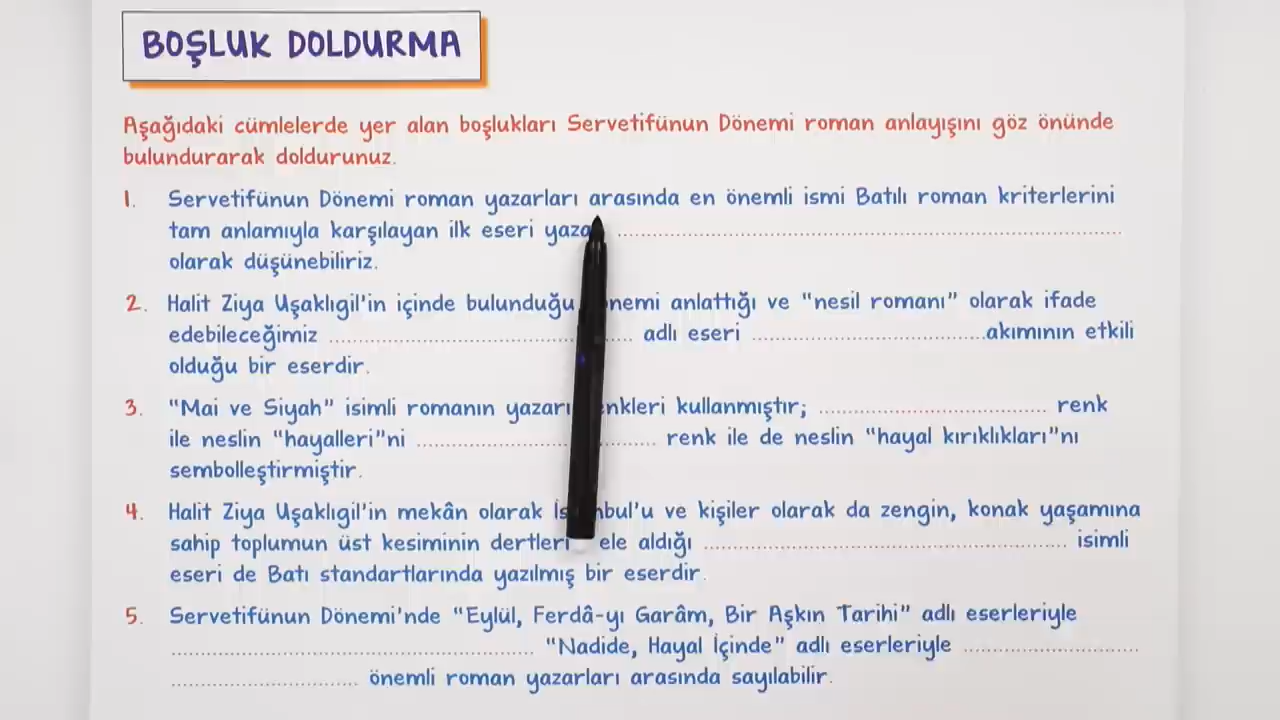 BOŞLUK DOLDURMA
Aşağıdaki cümlelerde yer alan boşlukları Servetifünun Dönemi roman anlayışını göz önünde
bulundurarak doldurunuz.
1. Servetifünun Dönemi roman yazarları arasında en önemli ismi Batılı roman kriterlerini
tam anlamıyla karşılayan ilk eseri ............
olarak düşünebiliriz.
2. Halit Ziya Uşaklıgil'in içinde bulunduğu anlattığı ve "nesil romanı" olarak ifade
edebileceğimiz ............ adlı eseri ............akımının etkili
olduğu bir eserdir.
3. "Mai ve Siyah" isimli romanın yazarı kullanmıştır; ............ renk
ile neslin "hayalleri"ni ............ renk ile de neslin "hayal kırıklıkları"nı
sembolleştirmiştir.
4. Halit Ziya Uşaklıgil'in mekân olarak ve kişiler olarak da zengin, konak yaşamına
sahip toplumun üst kesiminin ele aldığı ............ isimli
eseri de Batı standartlarında yazılmış bir eserdir.
5. Servetifünun Dönemi'nde "Eylül, Ferdâ-yı Garâm, Bir Aşkın Tarihi" adlı eserleriyle
............ "Nadide, Hayal İçinde" adlı eserleriyle ............
............ önemli roman yazarları arasında sayılabilir.